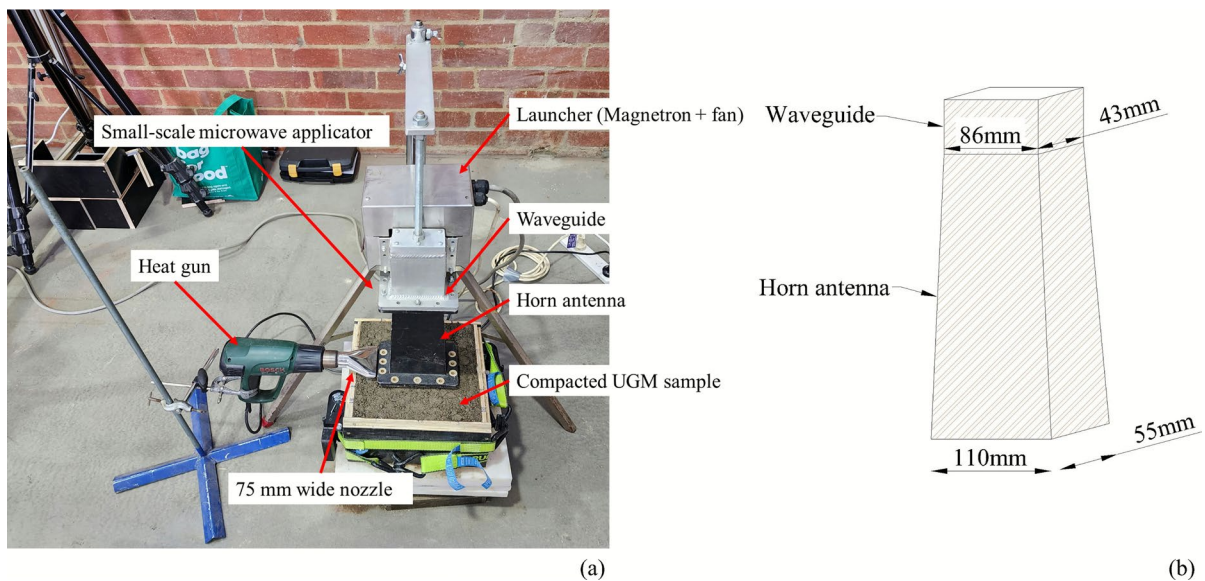 Small-scale microwave applicator
Launcher (Magnetron + fan)
Waveguide
Heat gun
Horn antenna
Compacted UGM sample
75 mm wide nozzle
BOSCH
bag
for
good
(a)
Waveguide
86mm
43mm
Horn antenna
110mm
55mm
(b)